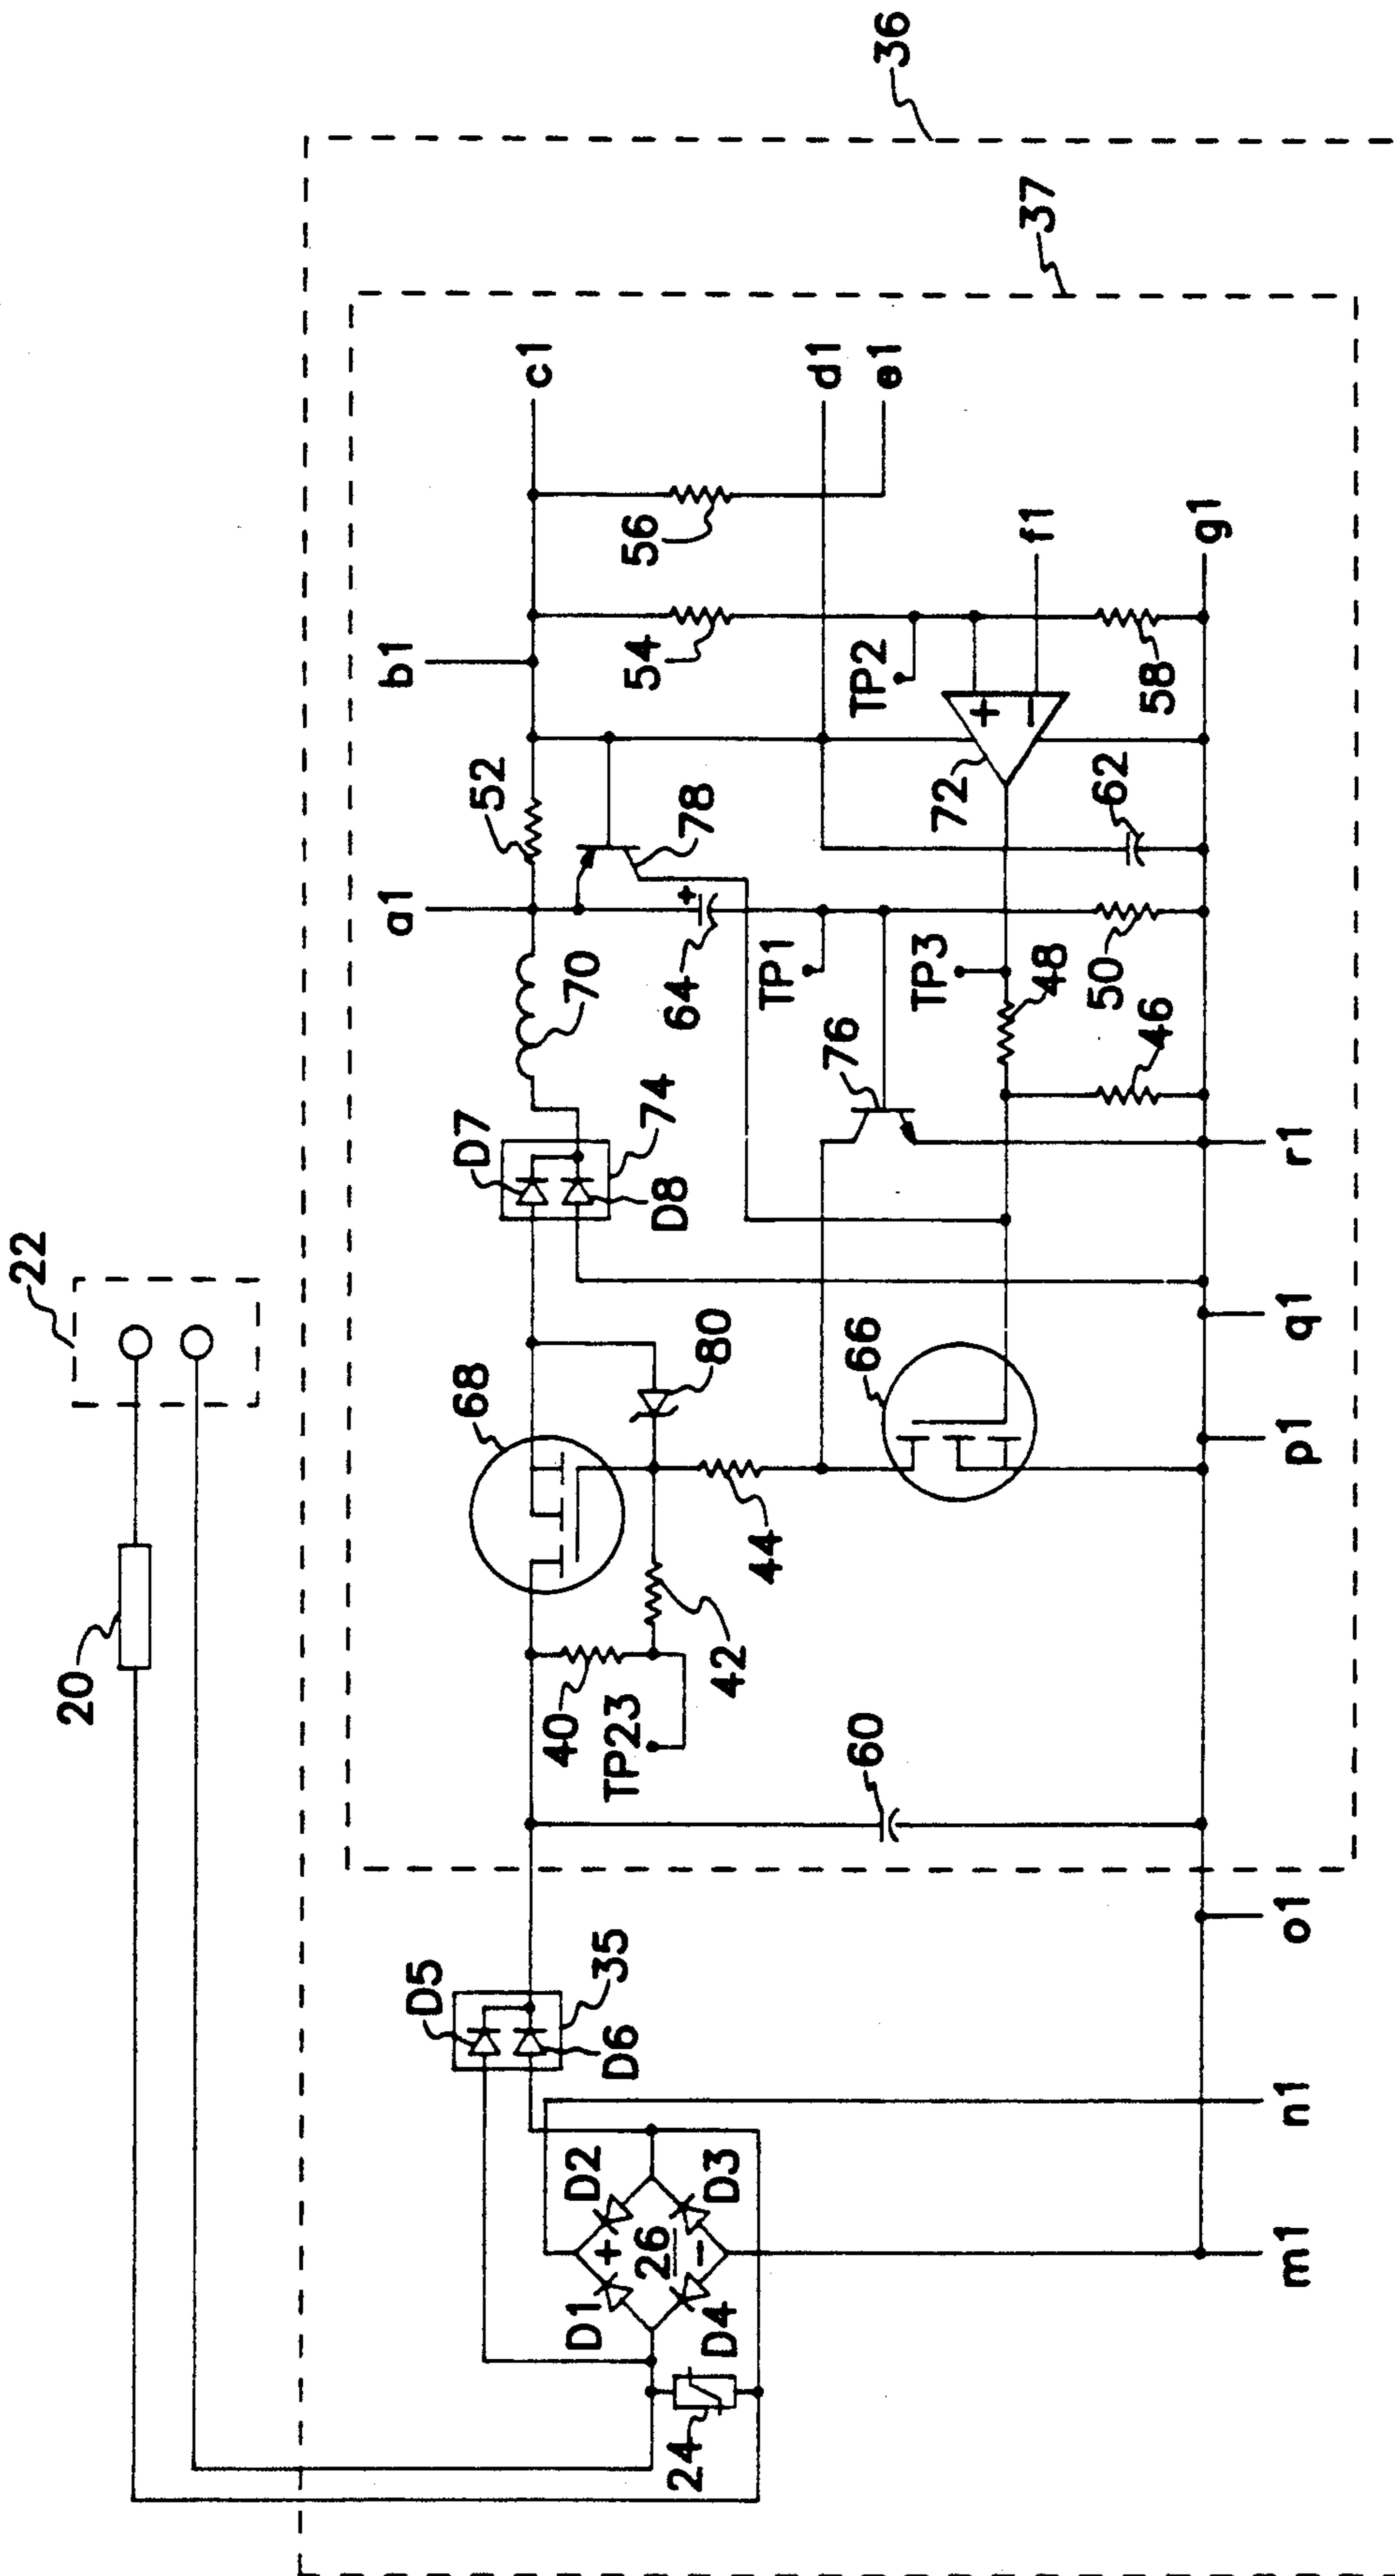 22
20
36
37
D5
35
D6
D1
D2
26
+
−
D3
D4
24
m1
n1
o1
60
40
TP23
42
68
80
44
66
p1
q1
r1
D7
74
D8
70
a1
52
b1
c1
78
64
+
TP1
76
TP3
48
46
50
62
72
+
−
TP2
54
56
58
d1
e1
f1
g1